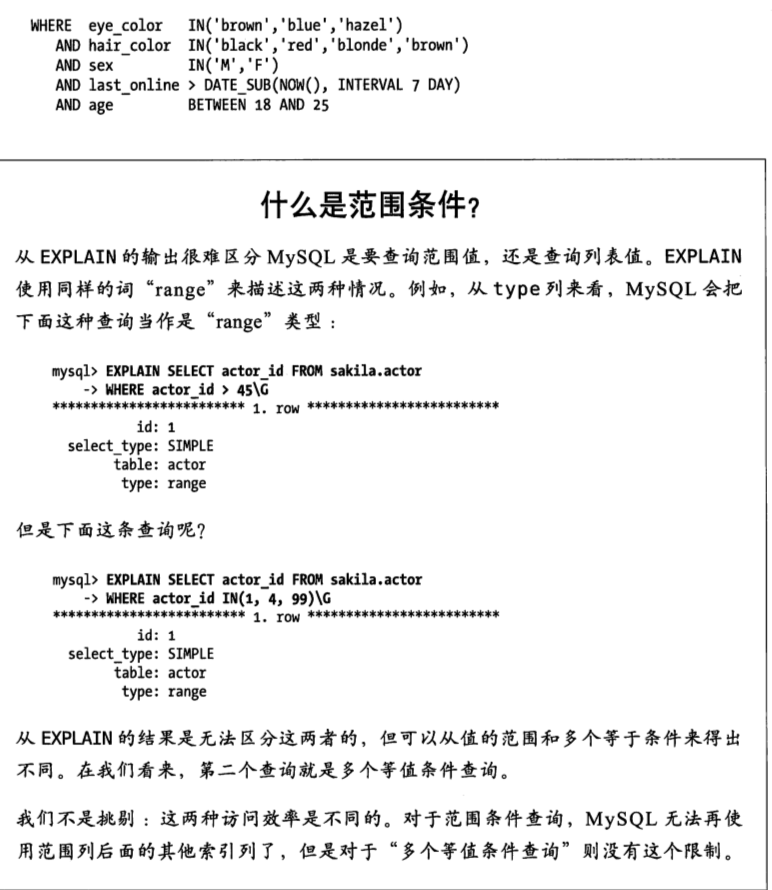 WHERE eye_color IN('brown','blue','hazel')
AND hair_color IN('black','red','blonde','brown')
AND sex IN('M','F')
AND last_online > DATE_SUB(NOW(), INTERVAL 7 DAY)
AND age BETWEEN 18 AND 25
什么是范围条件?
从 EXPLAIN 的输出很难区分 MySQL 是要查询范围值，还是查询列表值。EXPLAIN
使用同样的词“range”来描述这两种情况。例如，从 type 列来看，MySQL 会把
下面这种查询当作是“range”类型：
mysql> EXPLAIN SELECT actor_id FROM sakila.actor
-> WHERE actor_id > 45\G
************************* 1. row *************************
id: 1
select_type: SIMPLE
table: actor
type: range
但是下面这条查询呢?
mysql> EXPLAIN SELECT actor_id FROM sakila.actor
-> WHERE actor_id IN(1, 4, 99)\G
************************* 1. row *************************
id: 1
select_type: SIMPLE
table: actor
type: range
从 EXPLAIN 的结果是无法区分这两者的，但可以从值的范围和多个等于条件来得出
不同。在我们看来，第二个查询就是多个等值条件查询。
我们不是挑剔：这两种访问效率是不同的。对于范围条件查询，MySQL 无法再使
用范围列后面的其他索引列了，但是对于“多个等值条件查询”则没有这个限制。